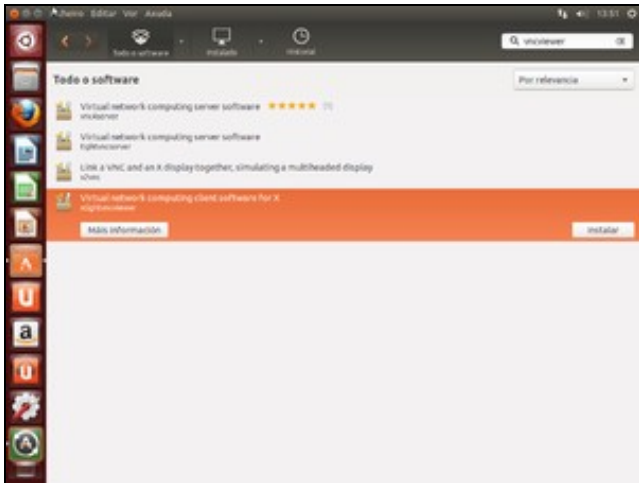 Ficheiro Editar Ver Axuda
13:51
Todo o software
Instalado
Historial
vncviewer
Todo o software
Por relevancia
Virtual network computing server software
(1)
vnc4server
Virtual network computing server software
tightvncserver
Link a VNC and an X display together, simulating a multiheaded display
x2vnc
Virtual network computing client software for X
xtightvncviewer
Máis información
Instalar